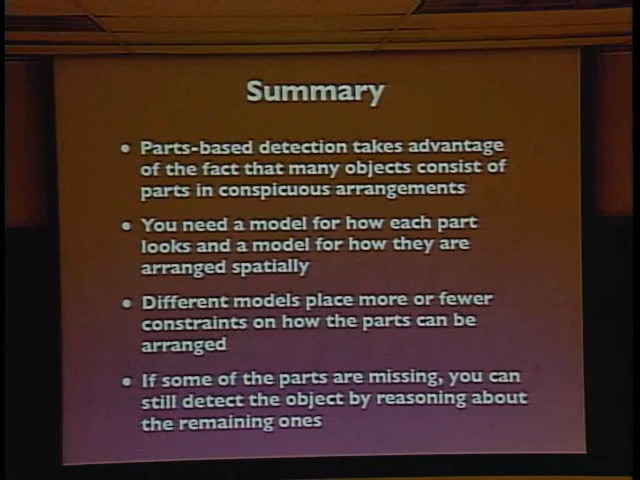 Summary
• Parts-based detection takes advantage
of the fact that many objects consist of
parts in conspicuous arrangements
• You need a model for how each part
looks and a model for how they are
arranged spatially
• Different models place more or fewer
constraints on how the parts can be
arranged
• If some of the parts are missing, you can
still detect the object by reasoning about
the remaining ones